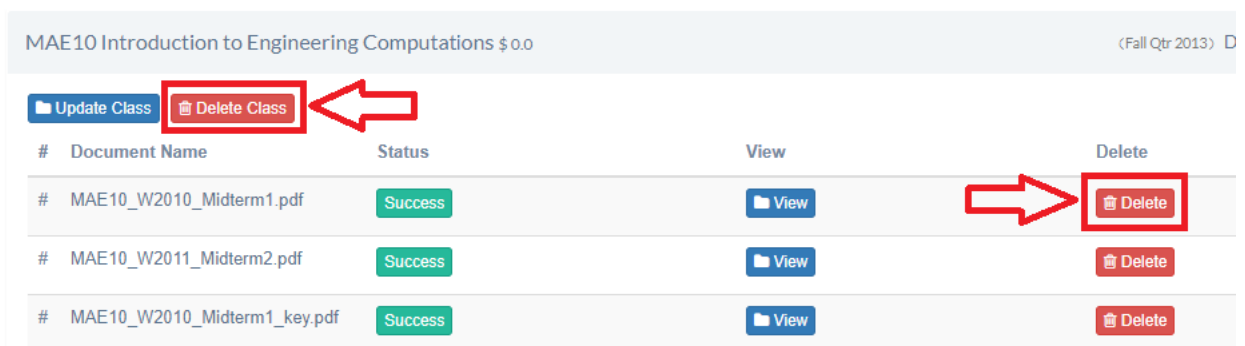 MAE10 Introduction to Engineering Computations $ 0.0 (Fall Qtr 2013) D
Update Class Delete Class
# Document Name Status View Delete
# MAE10_W2010_Midterm1.pdf Success View Delete
# MAE10_W2011_Midterm2.pdf Success View Delete
# MAE10_W2010_Midterm1_key.pdf Success View Delete